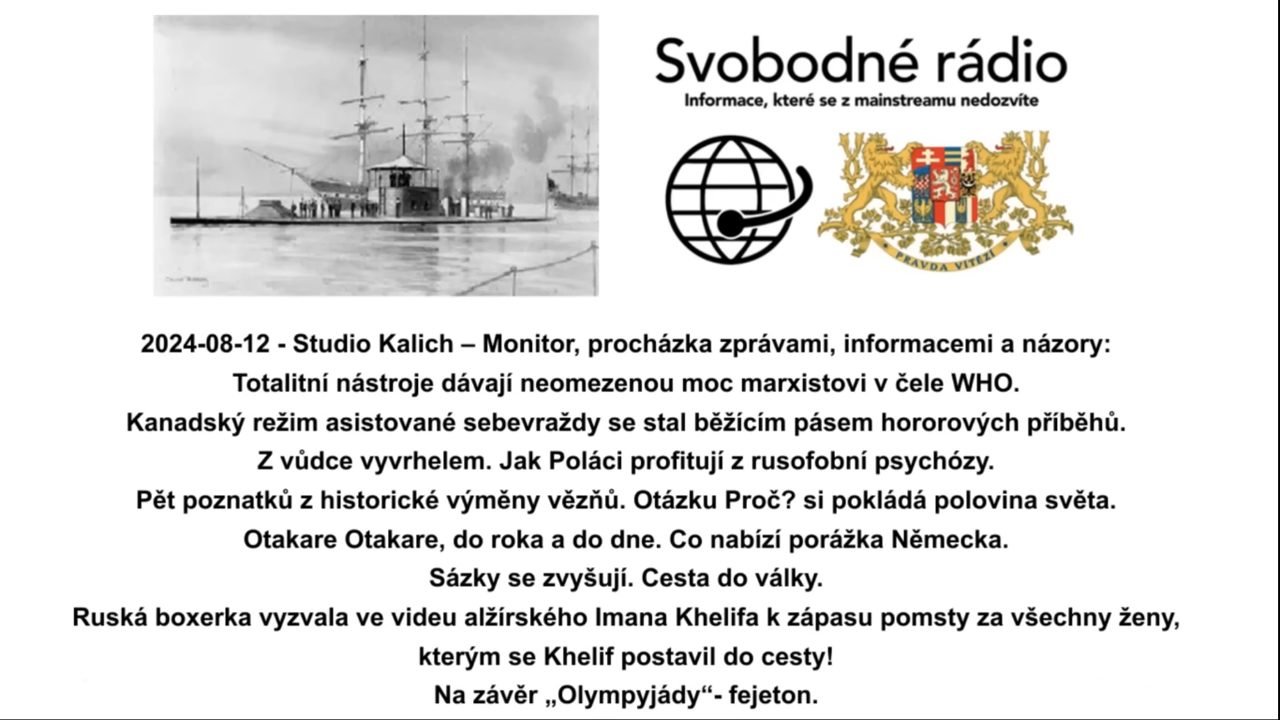 Svobodné rádio
Informace, které se z mainstreamu nedozvíte
PRAVDA VÍTĚZÍ
2024-08-12 - Studio Kalich – Monitor, procházka zprávami, informacemi a názory:
Totalitní nástroje dávají neomezenou moc marxistovi v čele WHO.
Kanadský režim asistované sebevraždy se stal běžícím pásem hororových příběhů.
Z vůdce vyvrhelem. Jak Poláci profitují z rusofobní psychózy.
Pět poznatků z historické výměny vězňů. Otázku Proč? si pokládá polovina světa.
Otakare Otakare, do roka a do dne. Co nabízí porážka Německa.
Sázky se zvyšují. Cesta do války.
Ruská boxerka vyzvala ve videu alžírského Imana Khelifa k zápasu pomsty za všechny ženy,
kterým se Khelif postavil do cesty!
Na závěr „Olympyjády“- fejeton.